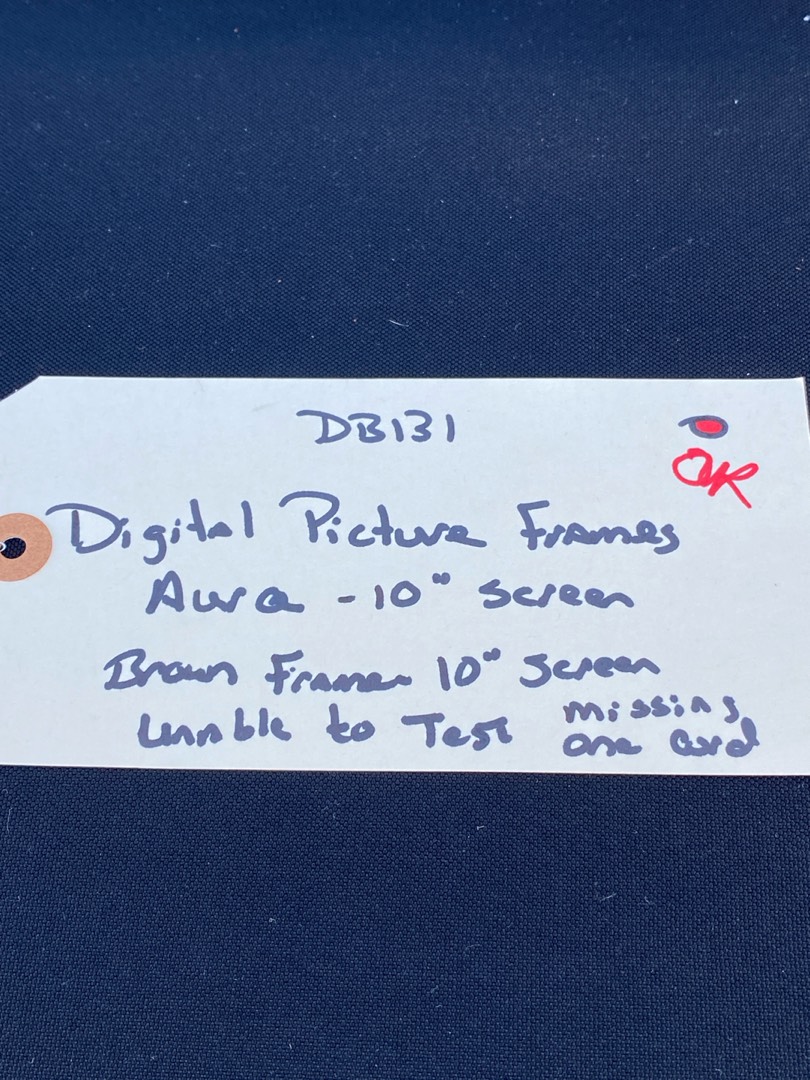 DB131
OK
Digital Picture Frames
Aura - 10" Screen
Brown Frame 10" Screen
Unable to Test missing
one cord